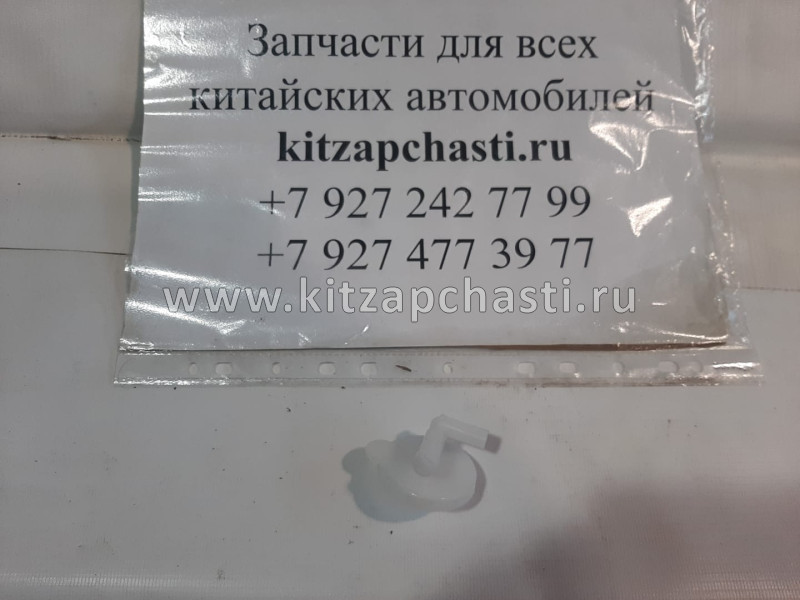 Запчасти для всех
китайских автомобилей
kitzapchasti.ru
+7 927 242 77 99
+7 927 477 39 77
www.kitzapchasti.ru